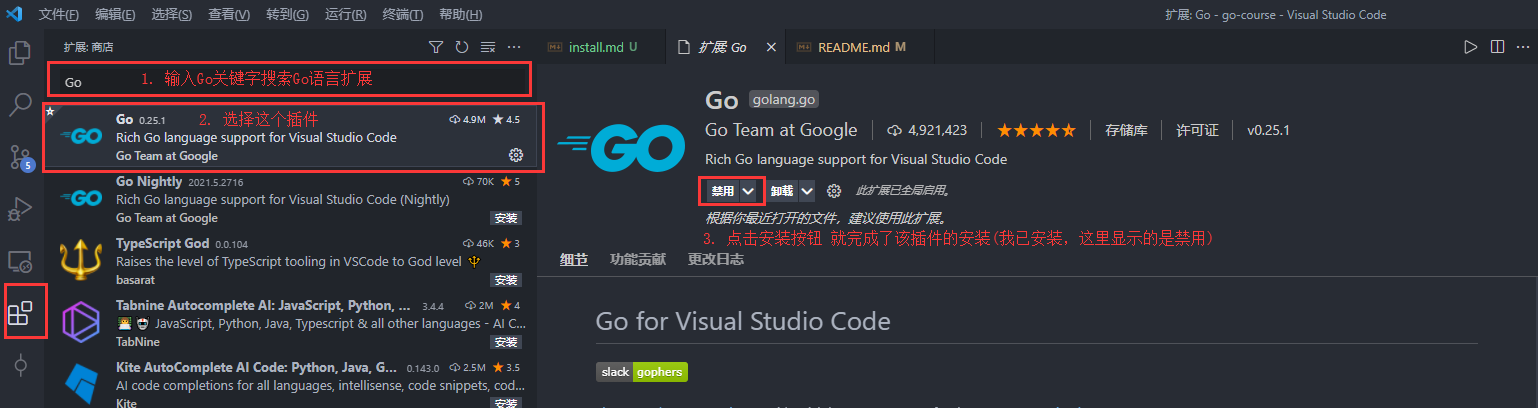 文件(F) 编辑(E) 选择(S) 查看(V) 转到(G) 运行(R) 终端(T) 帮助(H) 扩展: Go - go-course - Visual Studio Code
扩展: 商店
install.md U 扩展: Go README.md M
Go 1. 输入Go关键字搜索Go语言扩展
Go 0.25.1 2. 选择这个插件 4.9M 4.5
Rich Go language support for Visual Studio Code
Go Team at Google
5
Go Nightly 2021.5.2716 70K 5
Rich Go language support for Visual Studio Code (Nightly)
Go Team at Google 安装
TypeScript God 0.0.104 46K 3
Raises the level of TypeScript tooling in VSCode to God level
basarat 安装
Tabnine Autocomplete AI: JavaScript, Python, ... 3.4.4 2M 4
JavaScript, Python, Java, Typescript & all other languages - AI C...
TabNine 安装
Kite AutoComplete AI Code: Python, Java, G... 0.143.0 2.5M 3.5
AI code completions for all languages, intellisense, code snippets, cod...
Kite 安装
GO
Go golang.go
Go Team at Google 4,921,423 存储库 许可证 v0.25.1
Rich Go language support for Visual Studio Code
禁用 卸载 此扩展已全局启用。
根据你最近打开的文件，建议使用此扩展。
3. 点击安装按钮 就完成了该插件的安装(我已安装，这里显示的是禁用)
细节 功能贡献 更改日志
Go for Visual Studio Code
slack gophers